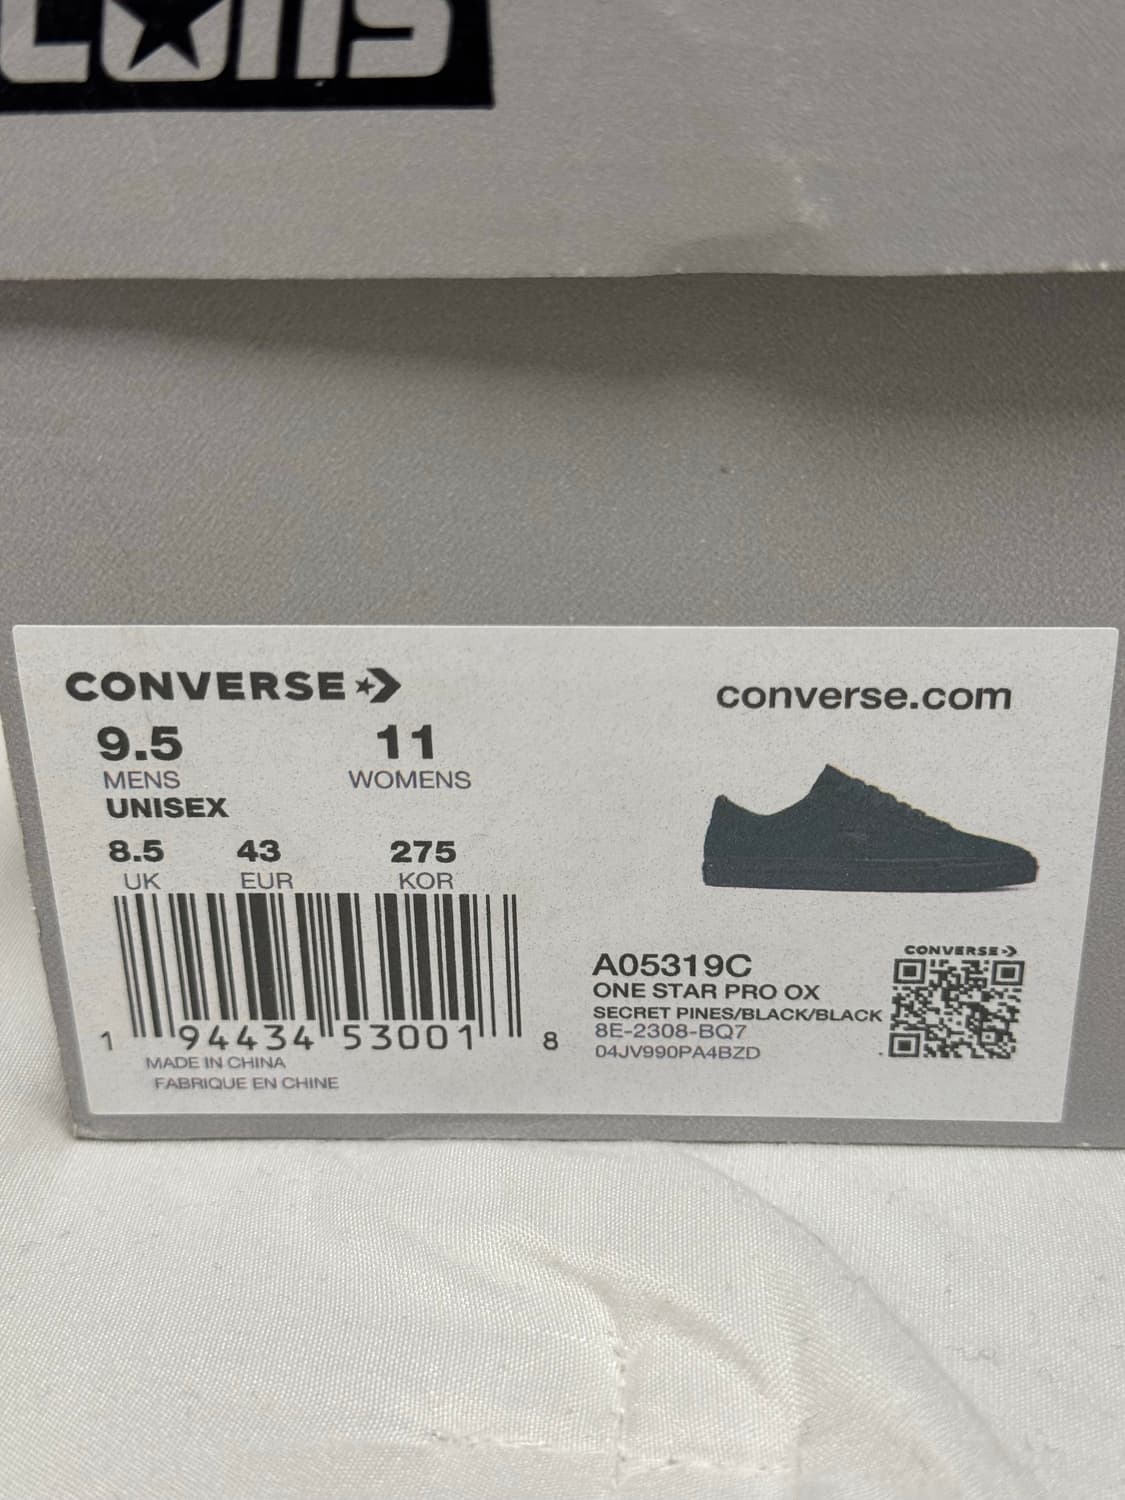 cons
CONVERSE
converse.com
9.5 11
MENS WOMENS
UNISEX
8.5 43 275
UK EUR KOR
1 94434 53001 8
MADE IN CHINA
FABRIQUE EN CHINE
A05319C
ONE STAR PRO OX
SECRET PINES/BLACK/BLACK
8E-2308-BQ7
04JV990PA4BZD
CONVERSE